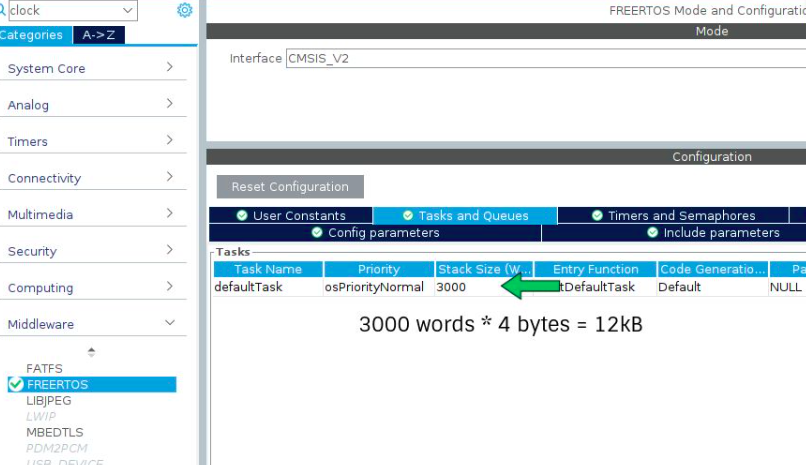 clock
FREERTOS Mode and Configuratio
Categories A->Z
Mode
System Core
Interface CMSIS_V2
Analog
Timers
Configuration
Connectivity
Reset Configuration
Multimedia
User Constants
Tasks and Queues
Timers and Semaphores
Config parameters
Include parameters
Security
Tasks
Task Name Priority Stack Size (W... Entry Function Code Generatio... Pa
defaultTask osPriorityNormal 3000 tDefaultTask Default NULL
Computing
Middleware
3000 words * 4 bytes = 12kB
FATFS
FREERTOS
LIBJPEG
LWIP
MBEDTLS
PDM2PCM
USB_DEVICE